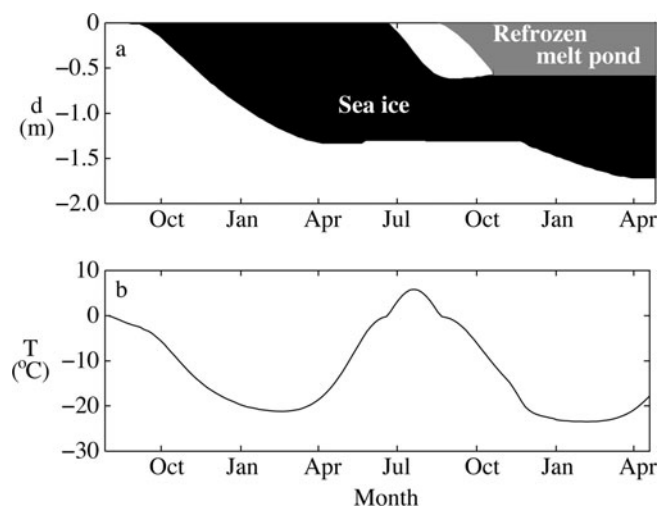 0
−0.5
−1.0
−1.5
−2.0
d
(m)
a
Refrozen
melt pond
Sea ice
Oct Jan Apr Jul Oct Jan Apr
10
0
−10
−20
−30
T
(°C)
b
Oct Jan Apr Jul Oct Jan Apr
Month